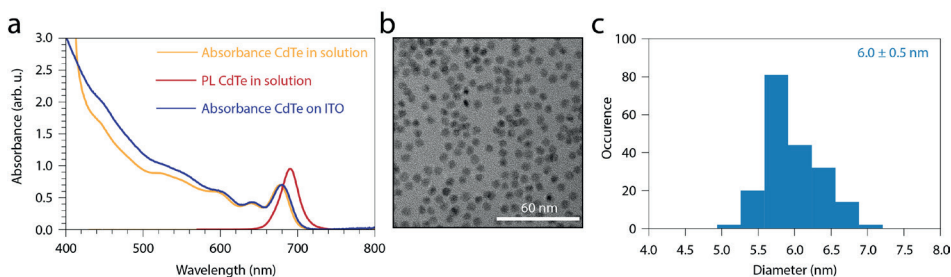 a
3.0
2.5
2.0
1.5
1.0
0.5
0.0
Absorbance (arb. u.)
Absorbance CdTe in solution
PL CdTe in solution
Absorbance CdTe on ITO
400 500 600 700 800
Wavelength (nm)
b
60 nm
c
100
80
60
40
20
0
Occurence
6.0 ± 0.5 nm
4.0 4.5 5.0 5.5 6.0 6.5 7.0 7.5 8.0
Diameter (nm)